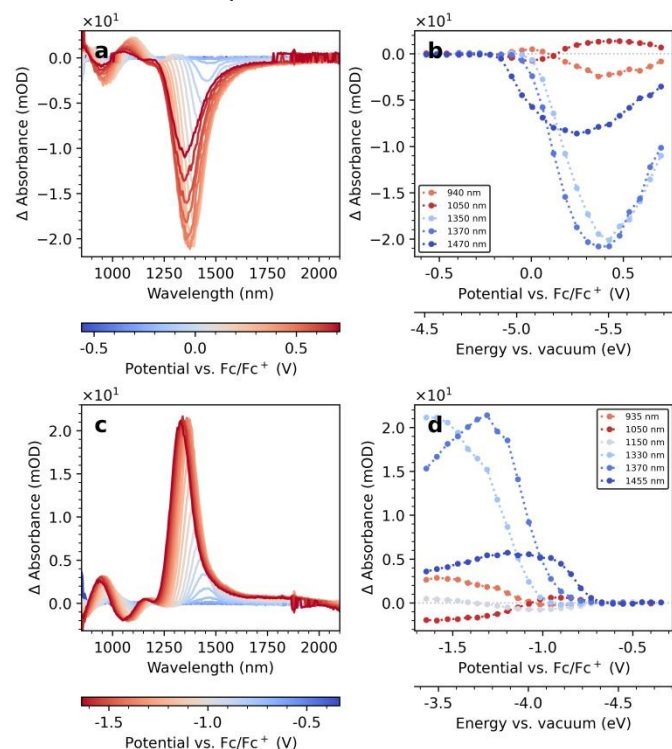 ×10¹
a
0.0
−0.5
−1.0
−1.5
−2.0
Δ Absorbance (mOD)
1000 1250 1500 1750 2000
Wavelength (nm)
−0.5 0.0 0.5
Potential vs. Fc/Fc⁺ (V)
×10¹
b
0.0
−0.5
−1.0
−1.5
−2.0
Δ Absorbance (mOD)
940 nm
1050 nm
1350 nm
1370 nm
1470 nm
−0.5 0.0 0.5
Potential vs. Fc/Fc⁺ (V)
−4.5 −5.0 −5.5
Energy vs. vacuum (eV)
×10¹
c
2.0
1.5
1.0
0.5
0.0
Δ Absorbance (mOD)
1000 1250 1500 1750 2000
Wavelength (nm)
−1.5 −1.0 −0.5
Potential vs. Fc/Fc⁺ (V)
×10¹
d
2.0
1.5
1.0
0.5
0.0
Δ Absorbance (mOD)
935 nm
1050 nm
1150 nm
1330 nm
1370 nm
1455 nm
−1.5 −1.0 −0.5
Potential vs. Fc/Fc⁺ (V)
−3.5 −4.0 −4.5
Energy vs. vacuum (eV)